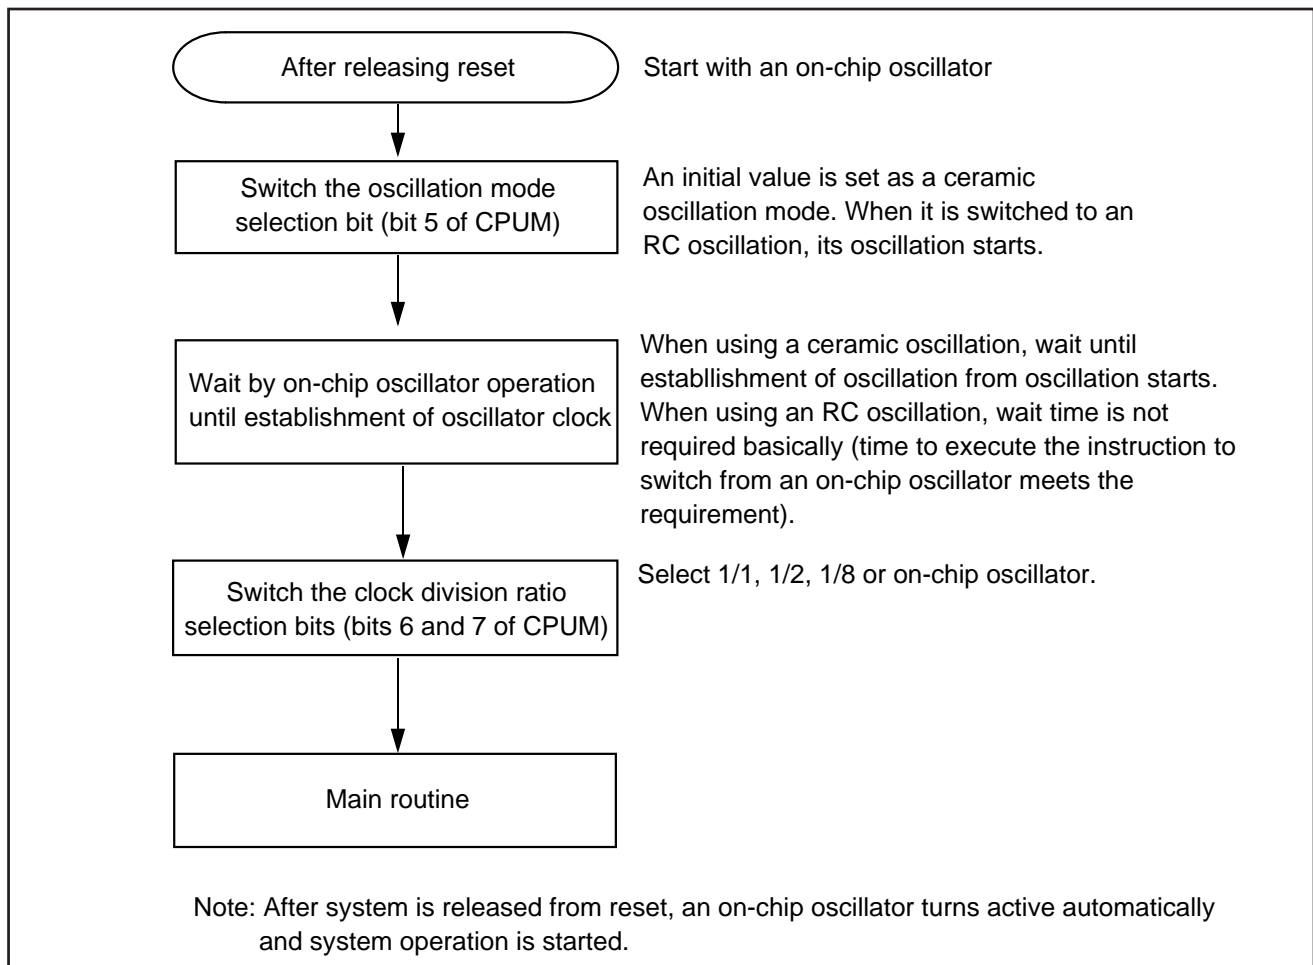 After releasing reset
Start with an on-chip oscillator
Switch the oscillation mode
selection bit (bit 5 of CPUM)
An initial value is set as a ceramic
oscillation mode. When it is switched to an
RC oscillation, its oscillation starts.
Wait by on-chip oscillator operation
until establishment of oscillator clock
When using a ceramic oscillation, wait until
establlishment of oscillation from oscillation starts.
When using an RC oscillation, wait time is not
required basically (time to execute the instruction to
switch from an on-chip oscillator meets the
requirement).
Switch the clock division ratio
selection bits (bits 6 and 7 of CPUM)
Select 1/1, 1/2, 1/8 or on-chip oscillator.
Main routine
Note: After system is released from reset, an on-chip oscillator turns active automatically
and system operation is started.